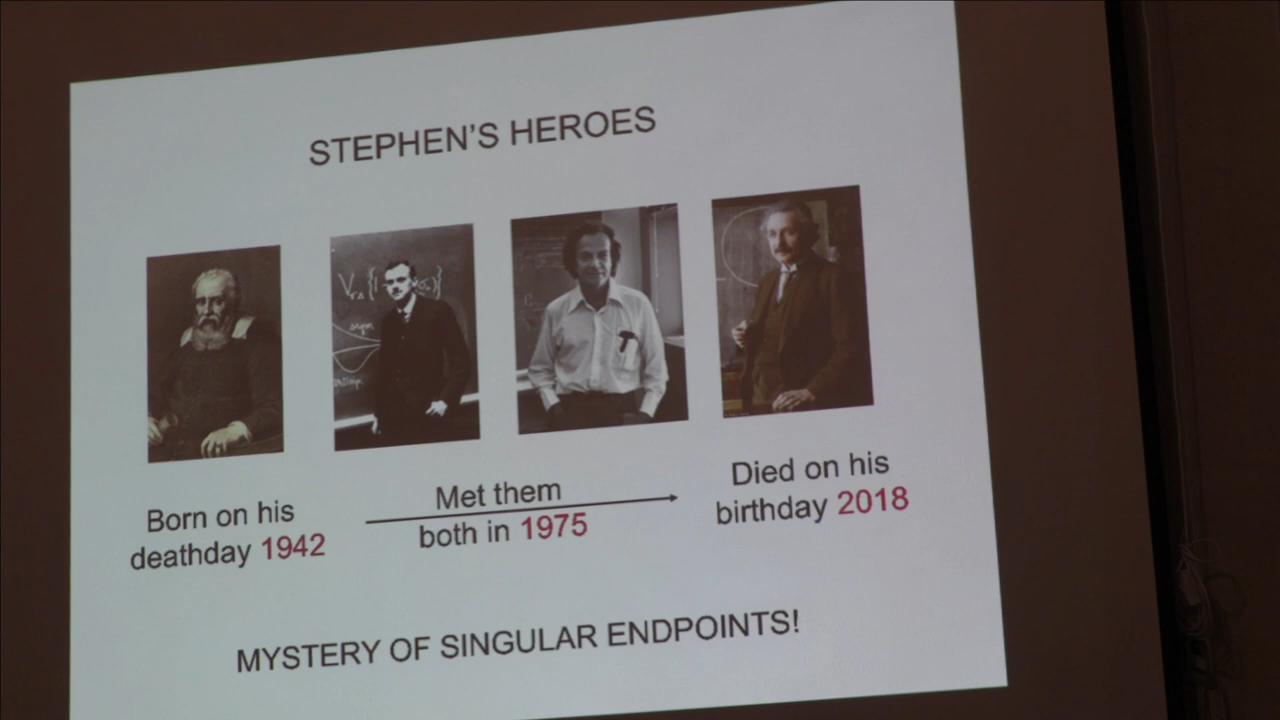 STEPHEN'S HEROES
Born on his
deathday 1942
Met them
both in 1975
Died on his
birthday 2018
MYSTERY OF SINGULAR ENDPOINTS!